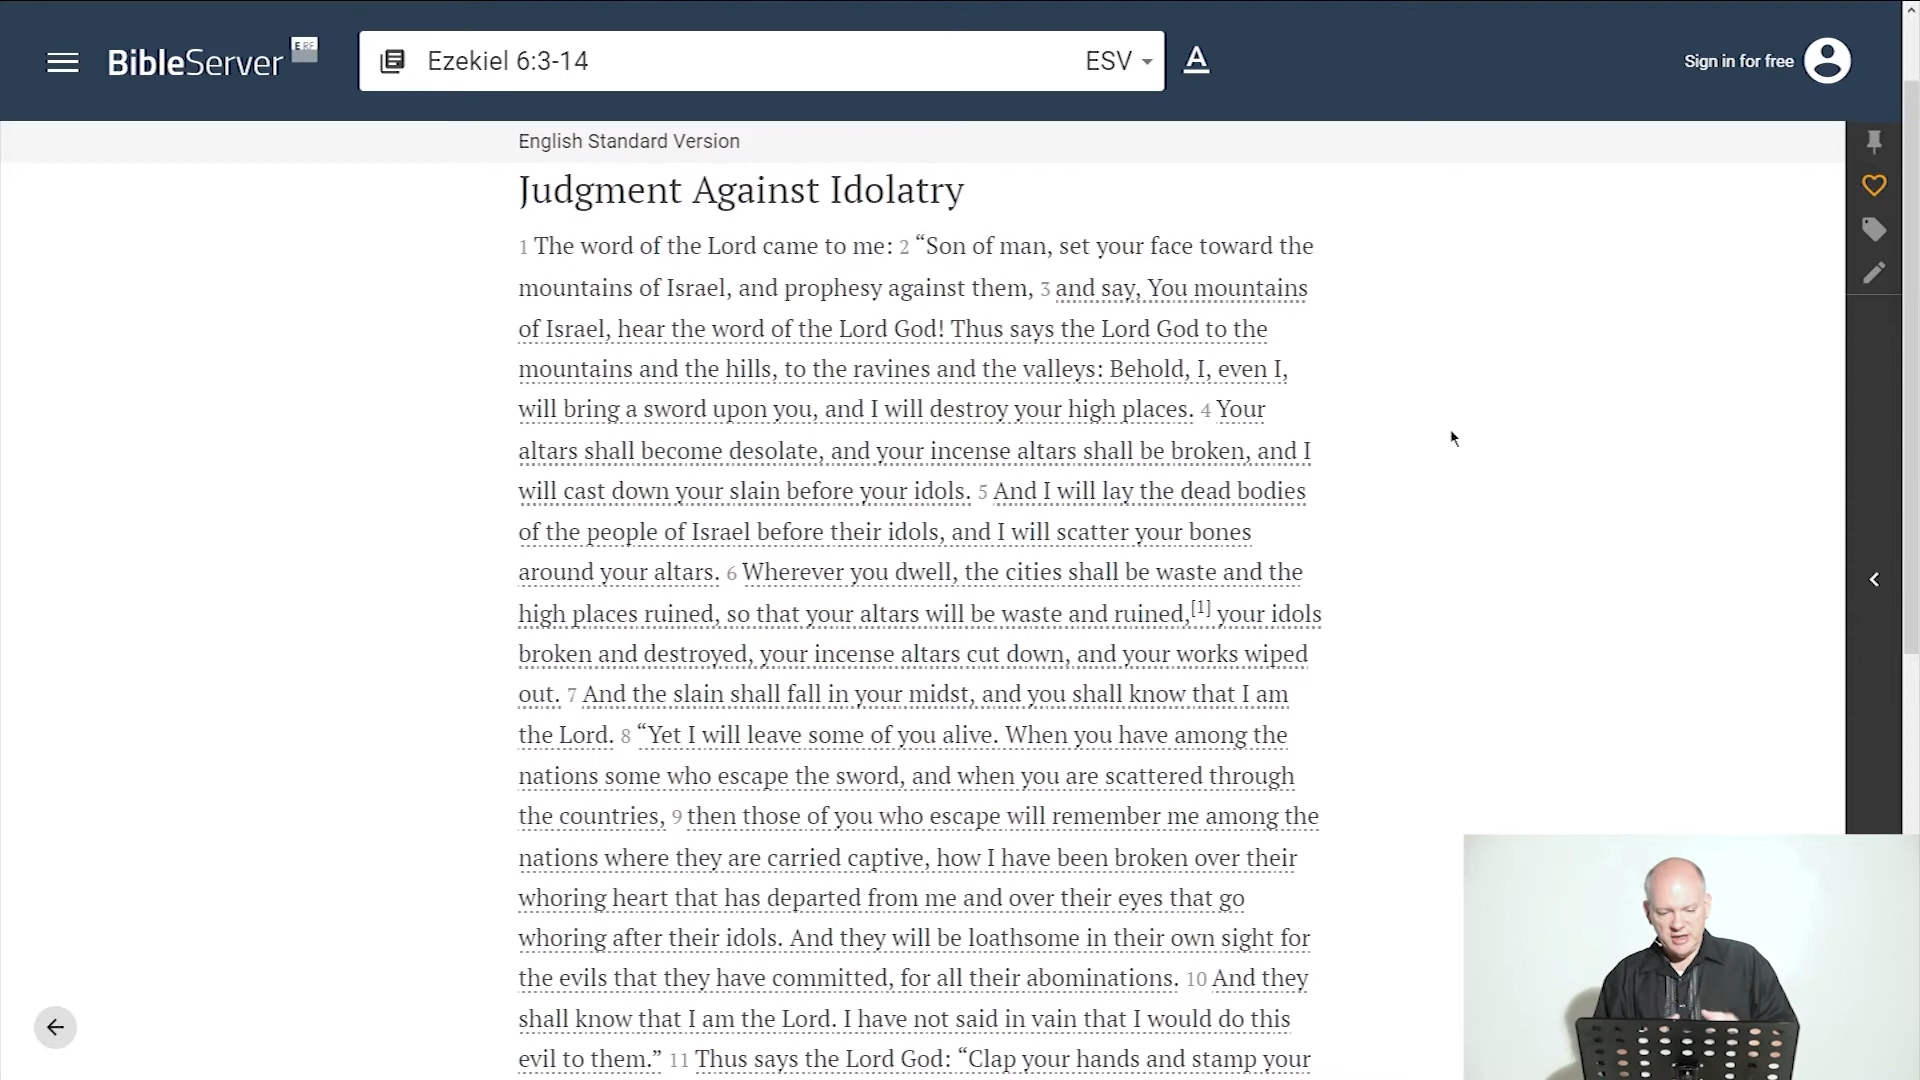 BibleServer ERF
Ezekiel 6:3-14
ESV
A
Sign in for free
English Standard Version
Judgment Against Idolatry
1 The word of the Lord came to me: 2 “Son of man, set your face toward the
mountains of Israel, and prophesy against them, 3 and say, You mountains
of Israel, hear the word of the Lord God! Thus says the Lord God to the
mountains and the hills, to the ravines and the valleys: Behold, I, even I,
will bring a sword upon you, and I will destroy your high places. 4 Your
altars shall become desolate, and your incense altars shall be broken, and I
will cast down your slain before your idols. 5 And I will lay the dead bodies
of the people of Israel before their idols, and I will scatter your bones
around your altars. 6 Wherever you dwell, the cities shall be waste and the
high places ruined, so that your altars will be waste and ruined,[1] your idols
broken and destroyed, your incense altars cut down, and your works wiped
out. 7 And the slain shall fall in your midst, and you shall know that I am
the Lord. 8 “Yet I will leave some of you alive. When you have among the
nations some who escape the sword, and when you are scattered through
the countries, 9 then those of you who escape will remember me among the
nations where they are carried captive, how I have been broken over their
whoring heart that has departed from me and over their eyes that go
whoring after their idols. And they will be loathsome in their own sight for
the evils that they have committed, for all their abominations. 10 And they
shall know that I am the Lord. I have not said in vain that I would do this
evil to them.” 11 Thus says the Lord God: “Clap your hands and stamp your